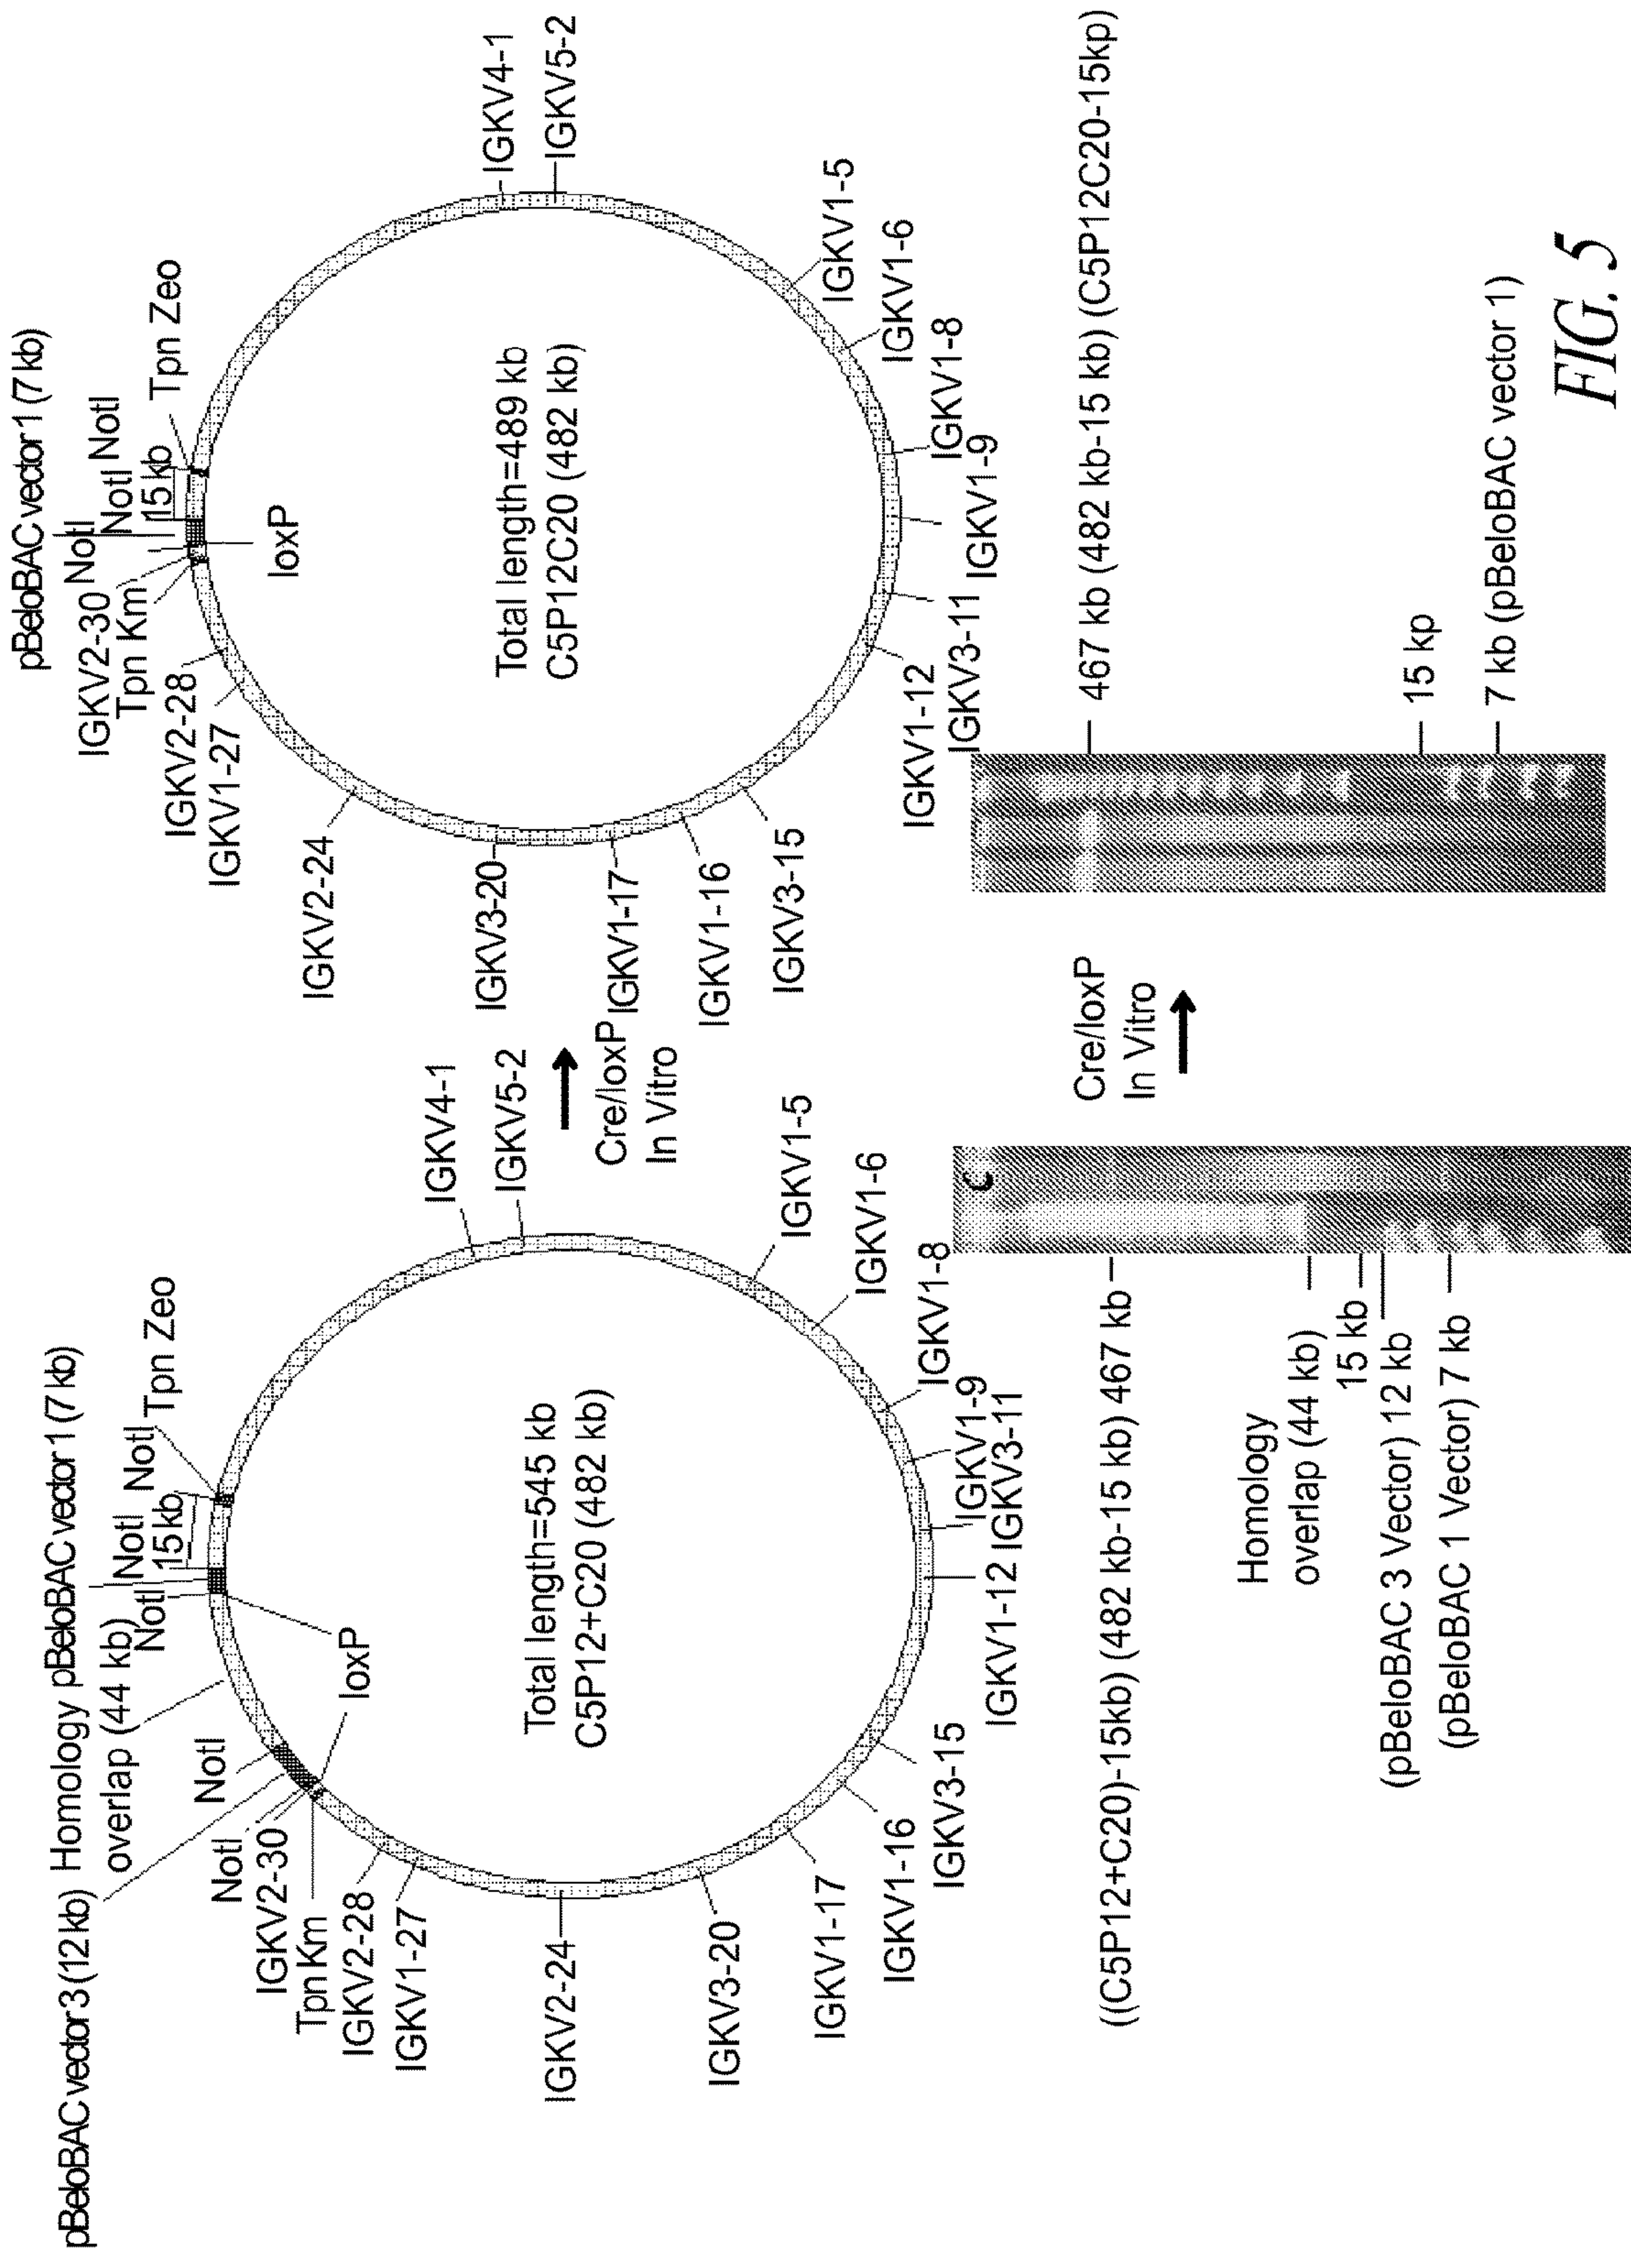 pBeloBAC vector 3 (12 kb)
Homology
overlap (44 kb)
pBeloBAC vector 1 (7 kb)
NotI
NotI
NotI
NotI
15 kb
NotI
Tpn Zeo
IGKV2-30
Tpn Km
IGKV2-28
IGKV1-27
IGKV2-24
IGKV3-20
IGKV1-17
IGKV1-16
IGKV3-15
IGKV1-12
IGKV3-11
IGKV1-9
IGKV1-8
IGKV1-6
IGKV1-5
IGKV5-2
IGKV4-1
loxP
Total length=545 kb
C5P12+C20 (482 kb)
Cre/loxP
In Vitro
pBeloBAC vector 1 (7 kb)
NotI
NotI
NotI
15 kb
Tpn Zeo
IGKV2-30
Tpn Km
IGKV2-28
IGKV1-27
IGKV2-24
IGKV3-20
IGKV1-17
IGKV1-16
IGKV3-15
IGKV1-12
IGKV3-11
IGKV1-9
IGKV1-8
IGKV1-6
IGKV1-5
IGKV5-2
IGKV4-1
loxP
Total length=489 kb
C5P12C20 (482 kb)
((C5P12+C20)-15kb) (482 kb-15 kb) 467 kb
Homology
overlap (44 kb)
15 kb
(pBeloBAC 3 Vector) 12 kb
(pBeloBAC 1 Vector) 7 kb
C
Cre/loxP
In Vitro
467 kb (482 kb-15 kb) (C5P12C20-15kp)
15 kp
7 kb (pBeloBAC vector 1)
FIG. 5